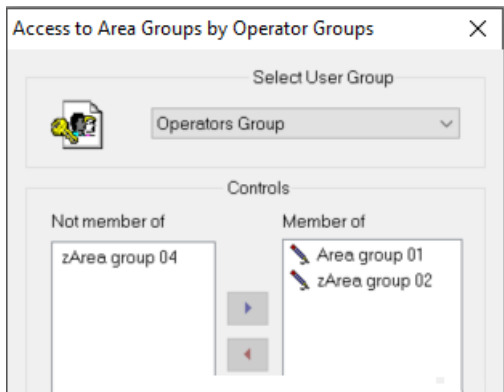 Access to Area Groups by Operator Groups
Select User Group
Operators Group
Controls
Not member of
Member of
zArea group 04
Area group 01
zArea group 02